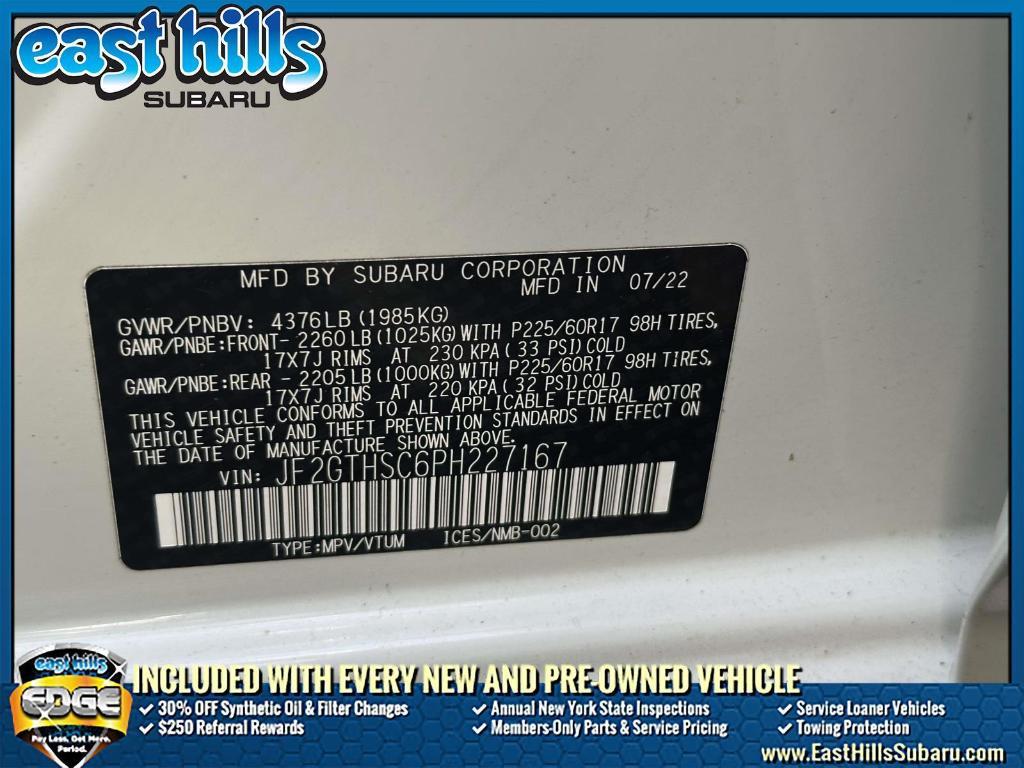 east hills
SUBARU
MFD BY SUBARU CORPORATION
MFD IN 07/22
GVWR/PNBV: 4376LB (1985KG)
GAWR/PNBE:FRONT- 2260LB (1025KG) WITH P225/60R17 98H TIRES,
17X7J RIMS AT 230 KPA( 33 PSI)COLD
GAWR/PNBE:REAR - 2205LB (1000KG) WITH P225/60R17 98H TIRES,
17X7J RIMS AT 220 KPA( 32 PSI)COLD
THIS VEHICLE CONFORMS TO ALL APPLICABLE FEDERAL MOTOR
VEHICLE SAFETY AND THEFT PREVENTION STANDARDS IN EFFECT ON
THE DATE OF MANUFACTURE SHOWN ABOVE.
VIN: JF2GTHSC6PH227167
TYPE:MPV/VTUM ICES/NMB-002
east hills
EDGE
Pay Less. Get More.
Period.
INCLUDED WITH EVERY NEW AND PRE-OWNED VEHICLE
✓ 30% OFF Synthetic Oil & Filter Changes
✓ $250 Referral Rewards
✓ Annual New York State Inspections
✓ Members-Only Parts & Service Pricing
✓ Service Loaner Vehicles
✓ Towing Protection
www.EastHillsSubaru.com